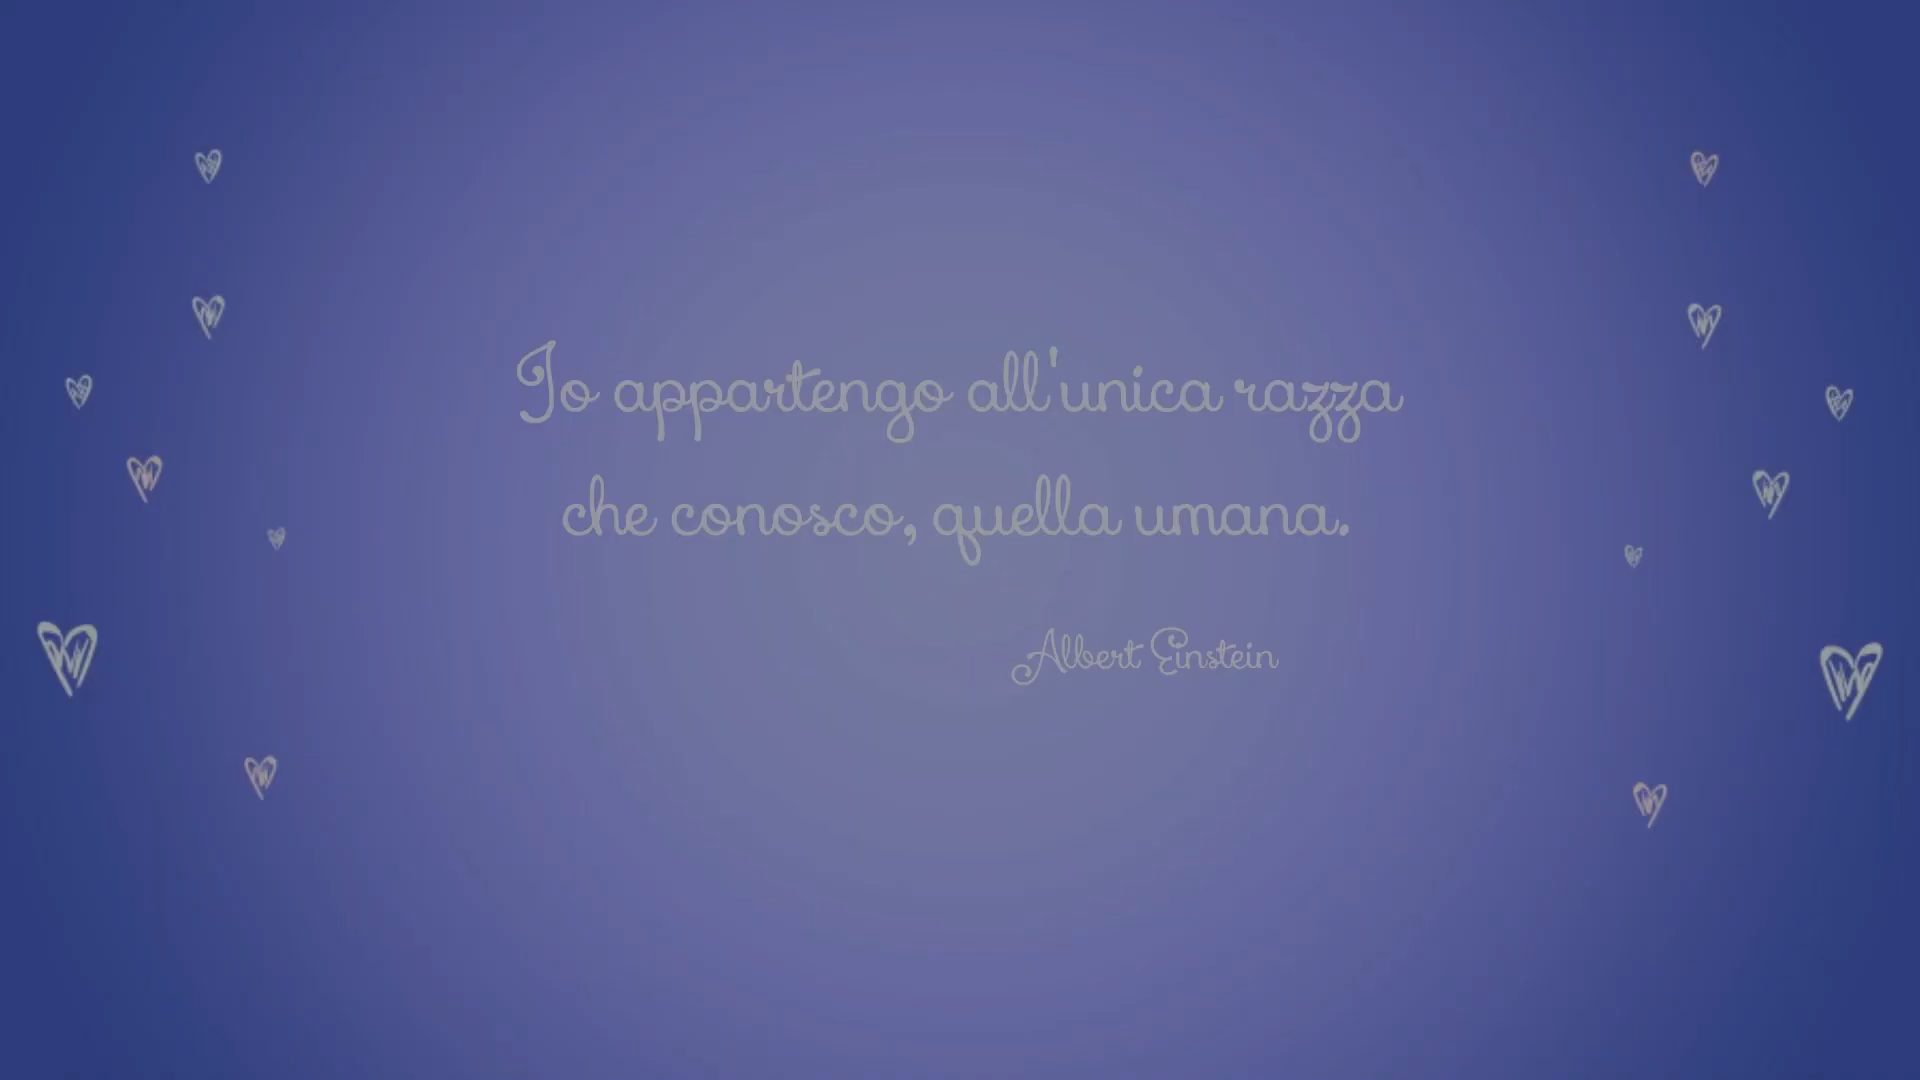 Io appartengo all'unica razza
che conosco, quella umana.
Albert Einstein